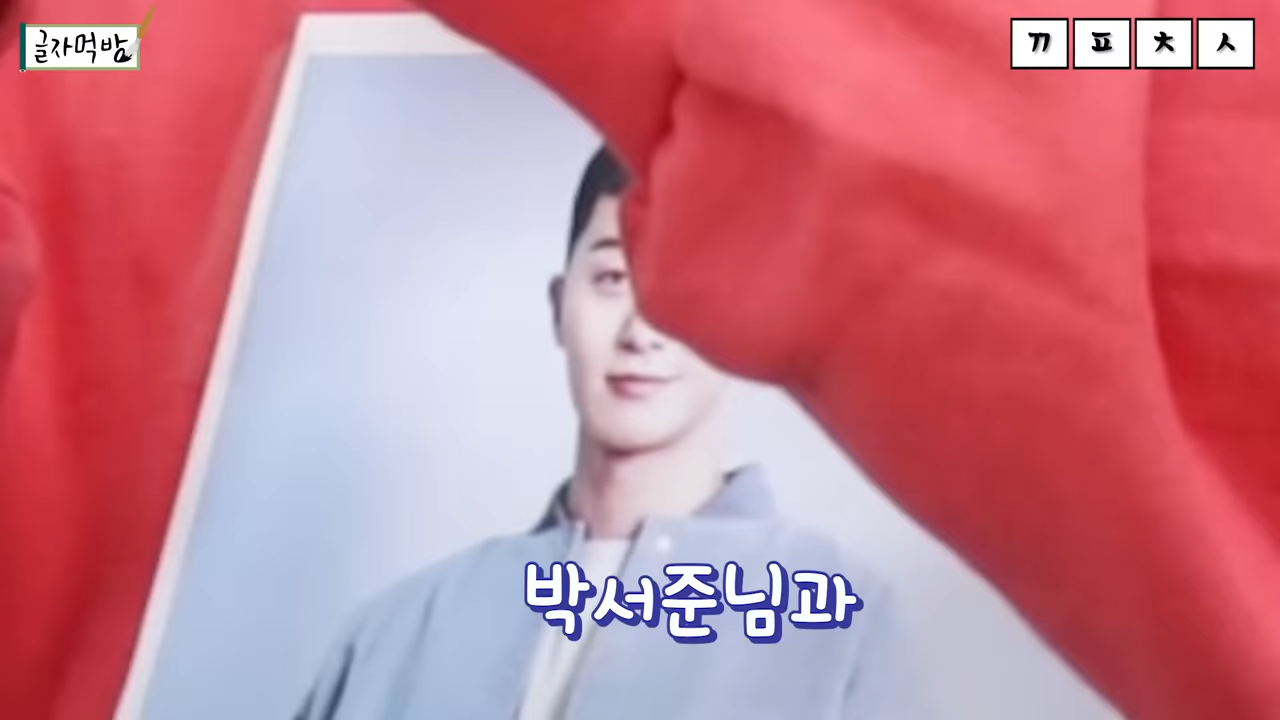 글자먹방
ㄲ ㅍ ㅊ ㅅ
박서준님과